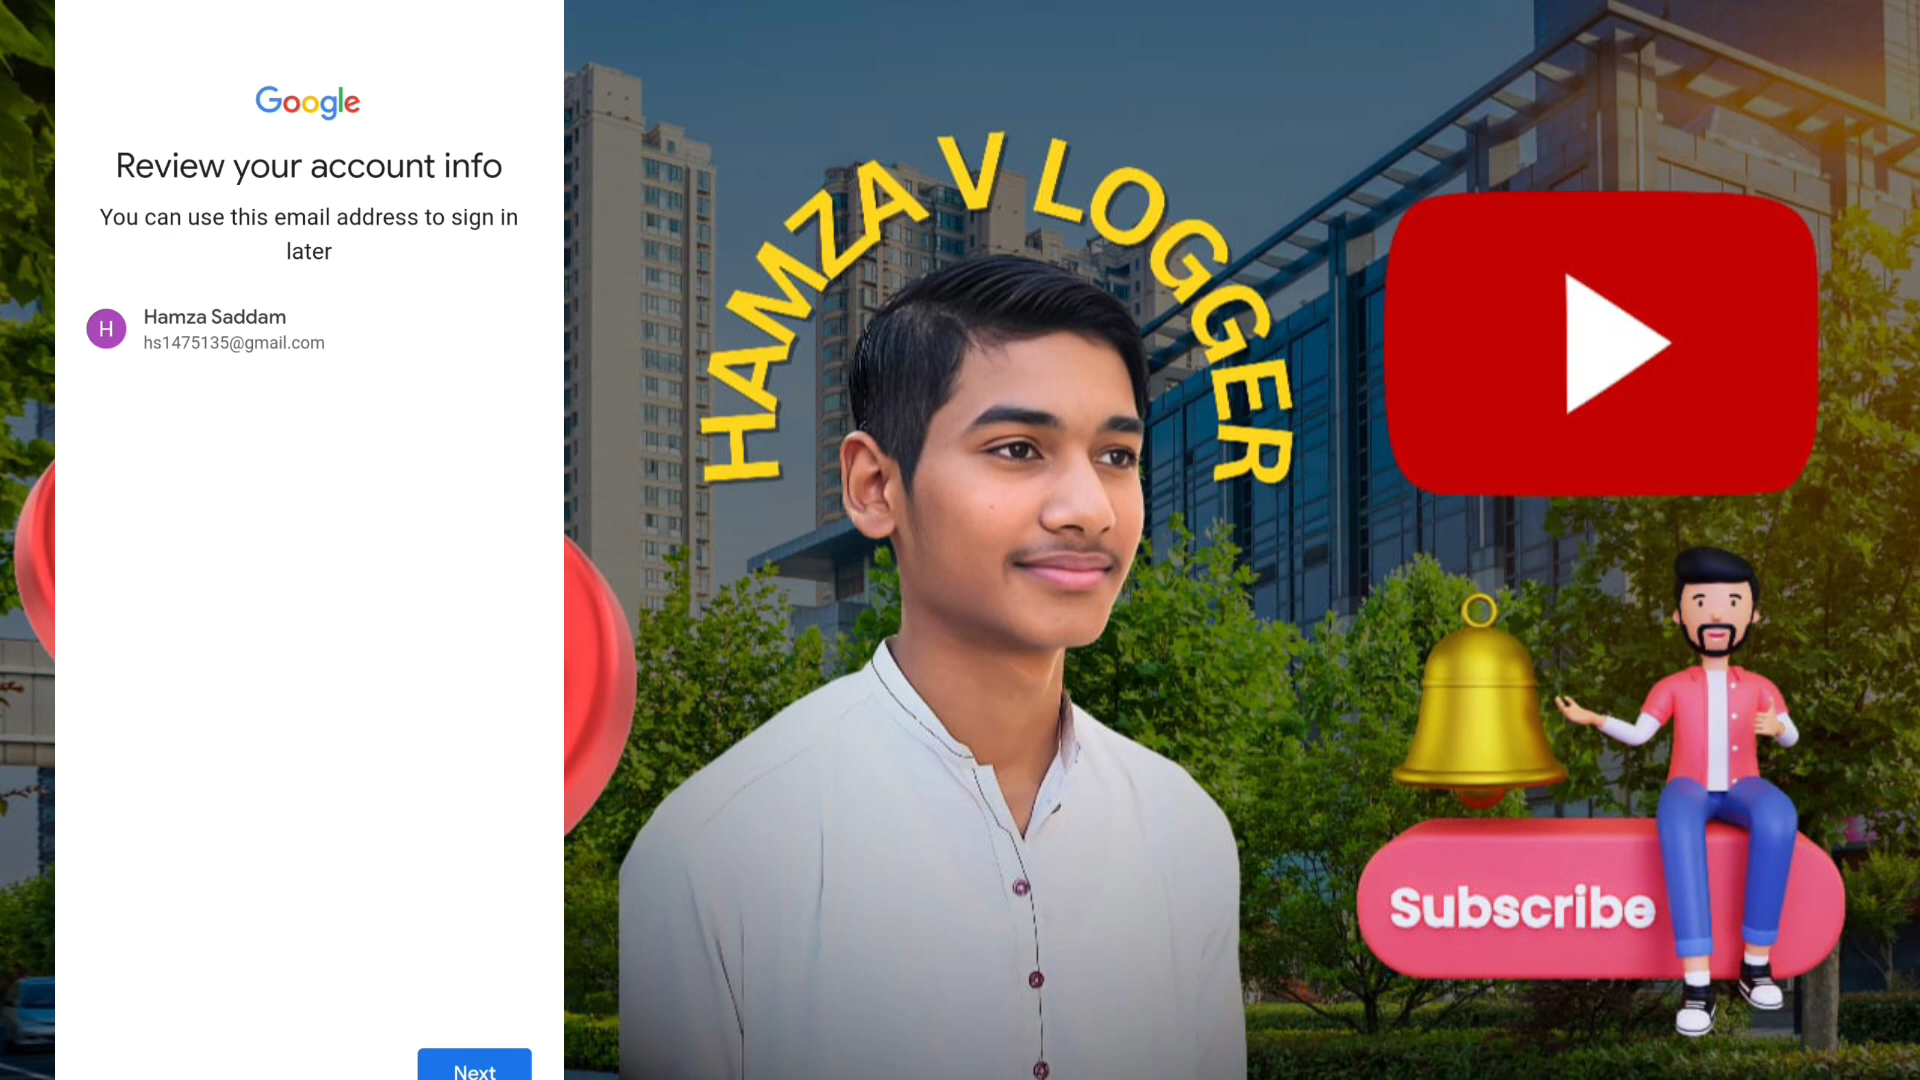 Google
Review your account info
You can use this email address to sign in
later
H
Hamza Saddam
hs1475135@gmail.com
Next
HAMZA VLOGGER
Subscribe